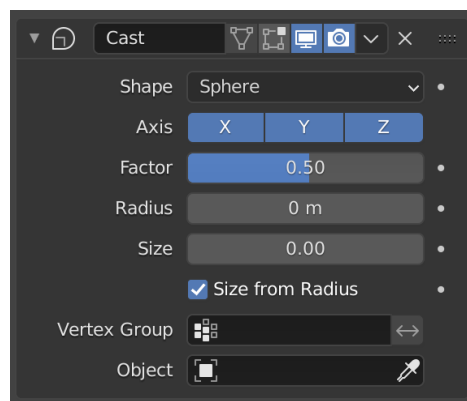 Cast
Shape Sphere
Axis X Y Z
Factor 0.50
Radius 0 m
Size 0.00
Size from Radius
Vertex Group
Object